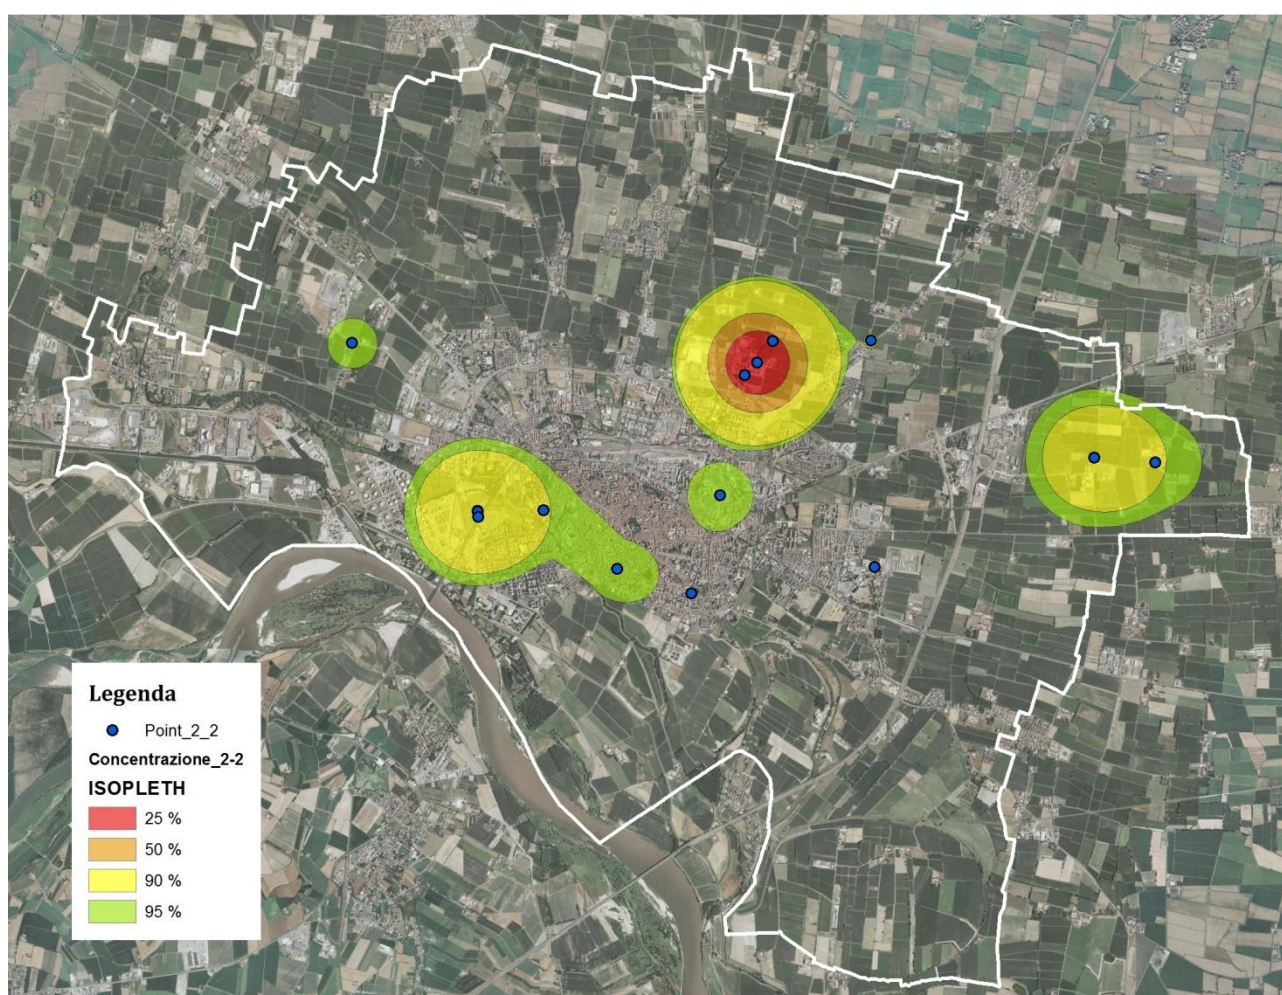 Legenda
Point_2_2
Concentrazione_2-2
ISOPLETH
25 %
50 %
90 %
95 %